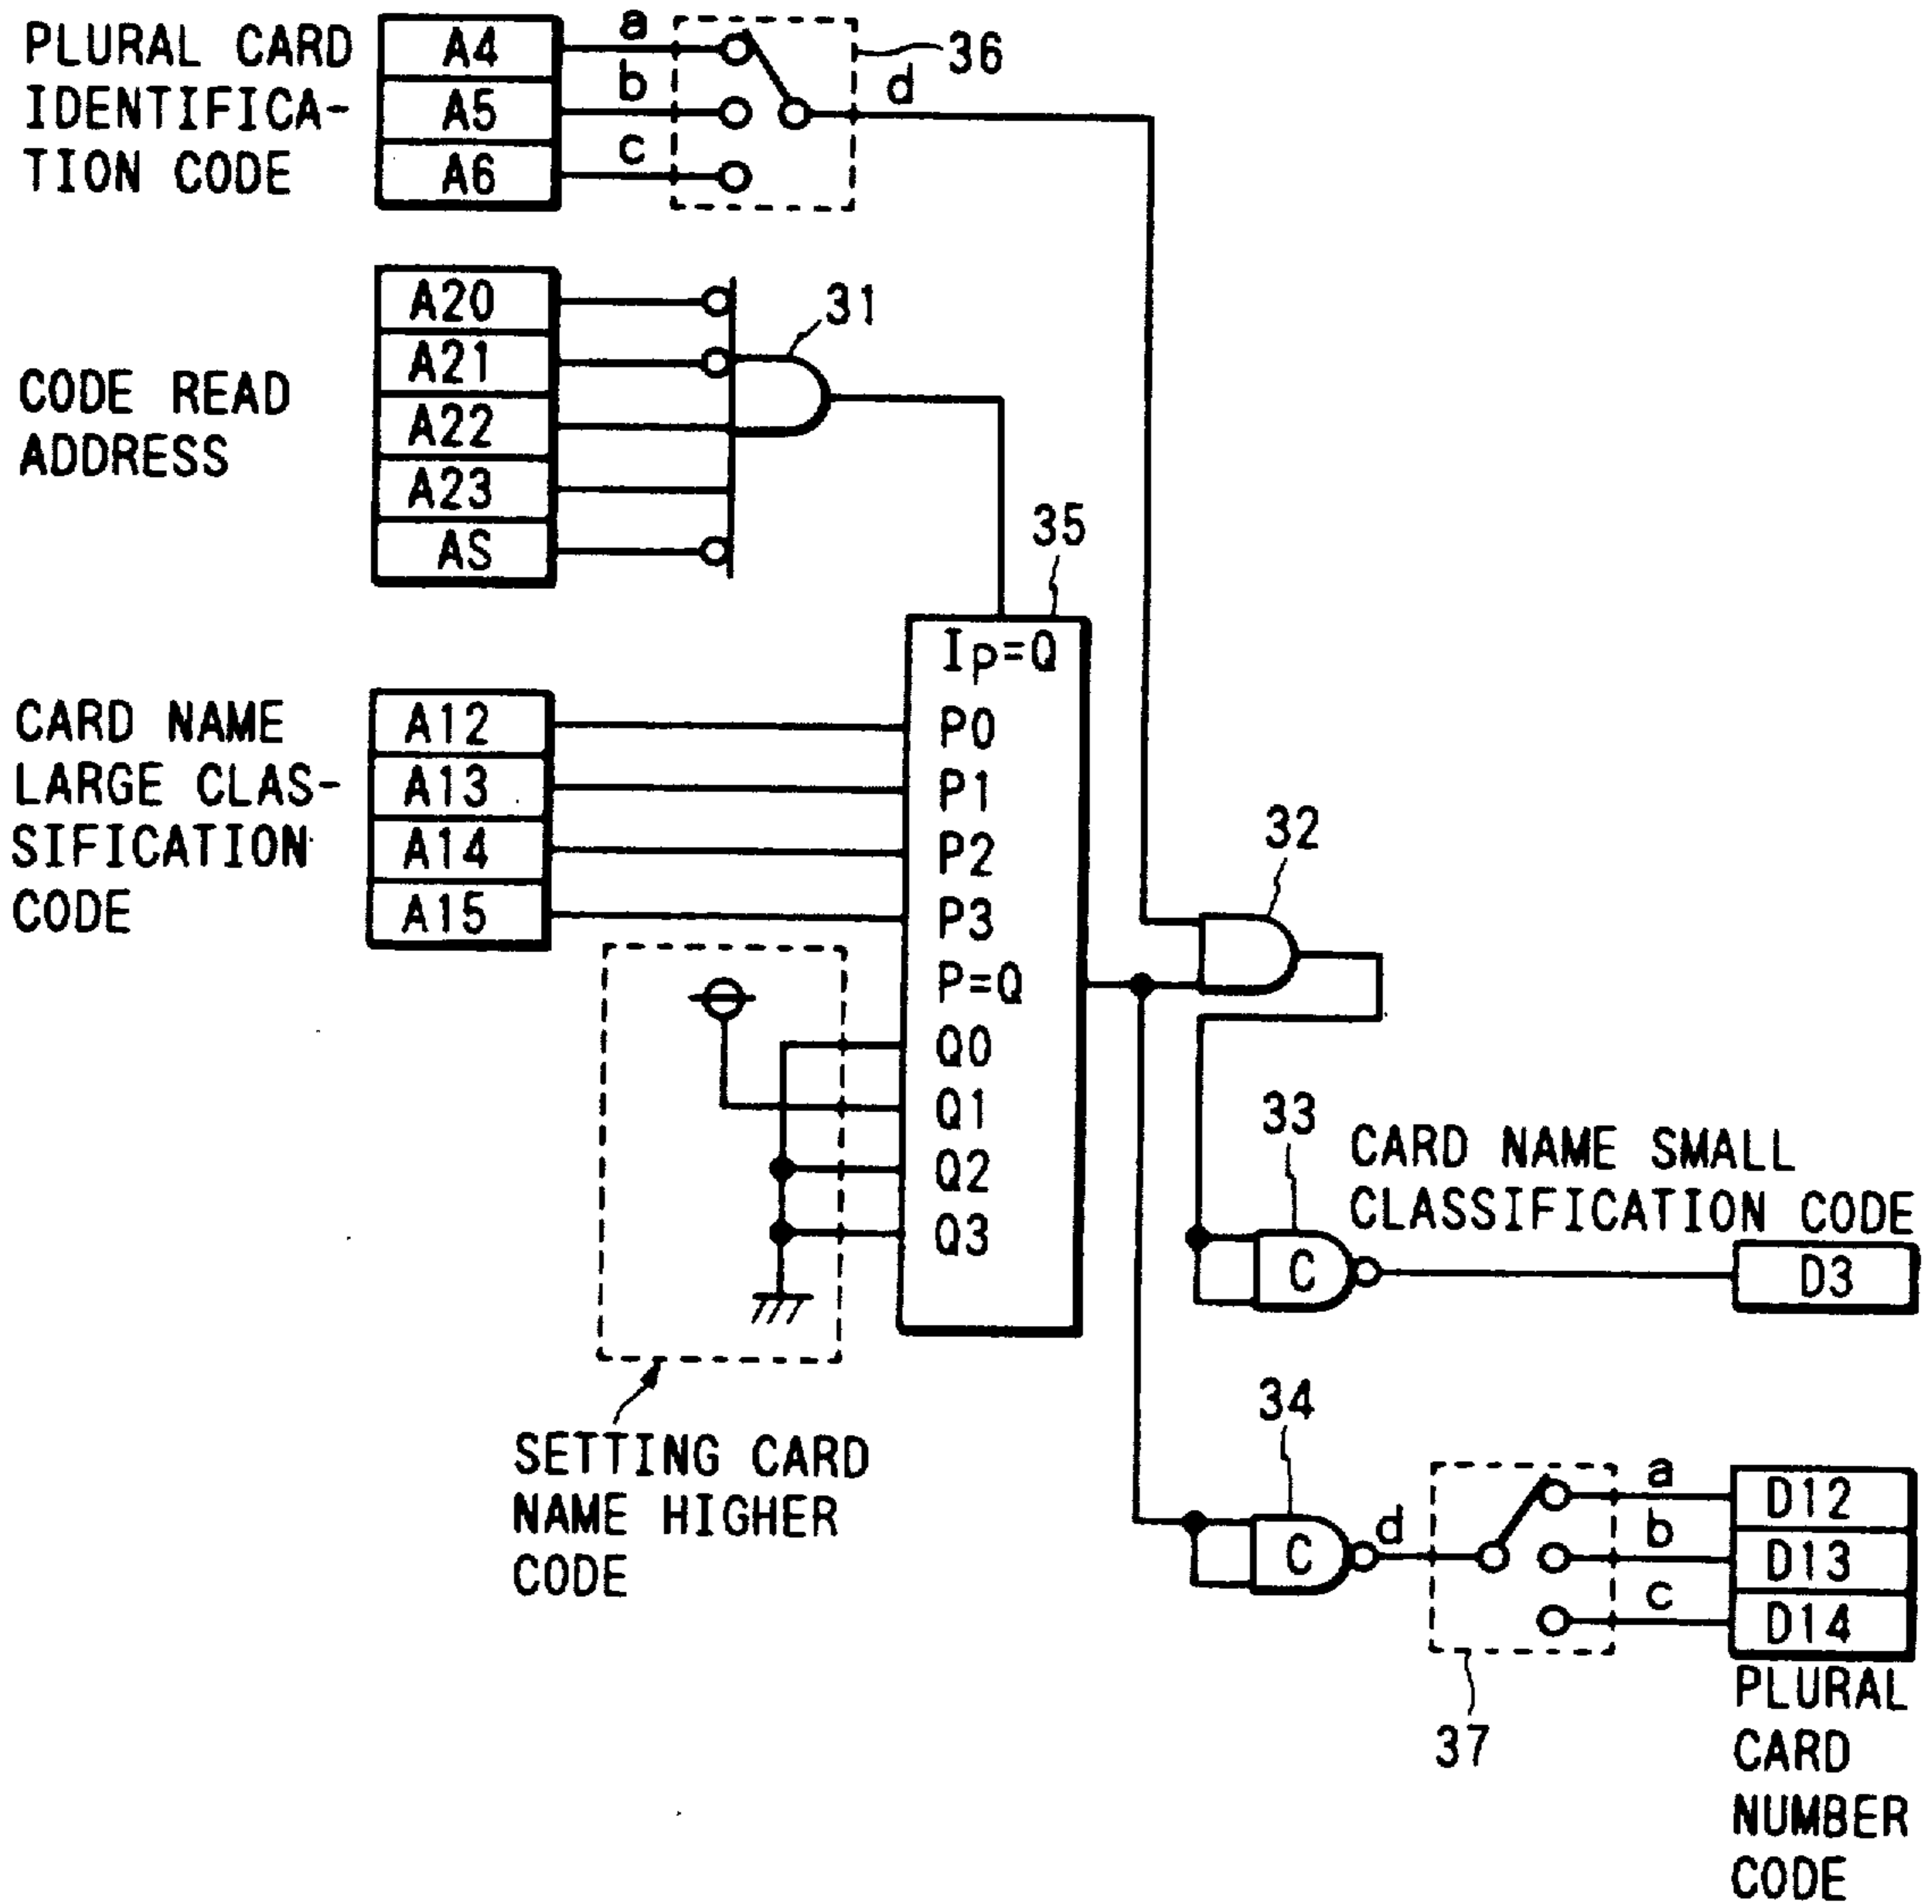 PLURAL CARD
IDENTIFICA-
TION CODE
A4
A5
A6
a
b
c
d
36
CODE READ
ADDRESS
A20
A21
A22
A23
AS
31
35
CARD NAME
LARGE CLAS-
SIFICATION
CODE
A12
A13
A14
A15
Ip=Q
P0
P1
P2
P3
P=Q
Q0
Q1
Q2
Q3
32
33
CARD NAME SMALL
CLASSIFICATION CODE
C
D3
SETTING CARD
NAME HIGHER
CODE
34
C
d
a
b
c
D12
D13
D14
37
PLURAL
CARD
NUMBER
CODE